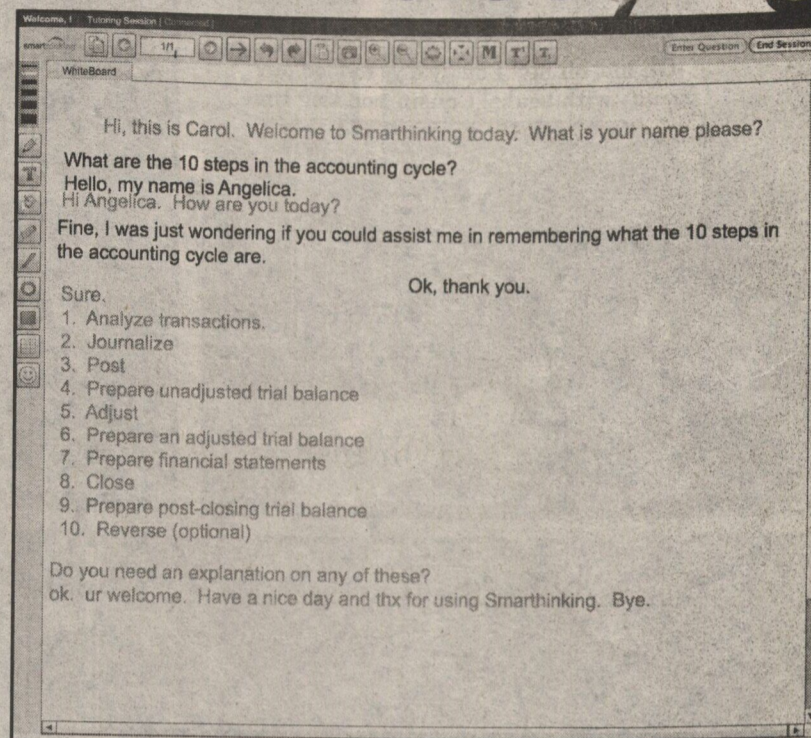 Welcome, ! Tutoring Session [Connected]
1/1
M T T
Enter Question End Session
WhiteBoard
Hi, this is Carol. Welcome to Smarthinking today. What is your name please?
What are the 10 steps in the accounting cycle?
Hello, my name is Angelica.
Hi Angelica. How are you today?
Fine, I was just wondering if you could assist me in remembering what the 10 steps in
the accounting cycle are.
Ok, thank you.
Sure.
1. Analyze transactions.
2. Journalize
3. Post
4. Prepare unadjusted trial balance
5. Adjust
6. Prepare an adjusted trial balance
7. Prepare financial statements
8. Close
9. Prepare post-closing trial balance
10. Reverse (optional)
Do you need an explanation on any of these?
ok. ur welcome. Have a nice day and thx for using Smarthinking. Bye.